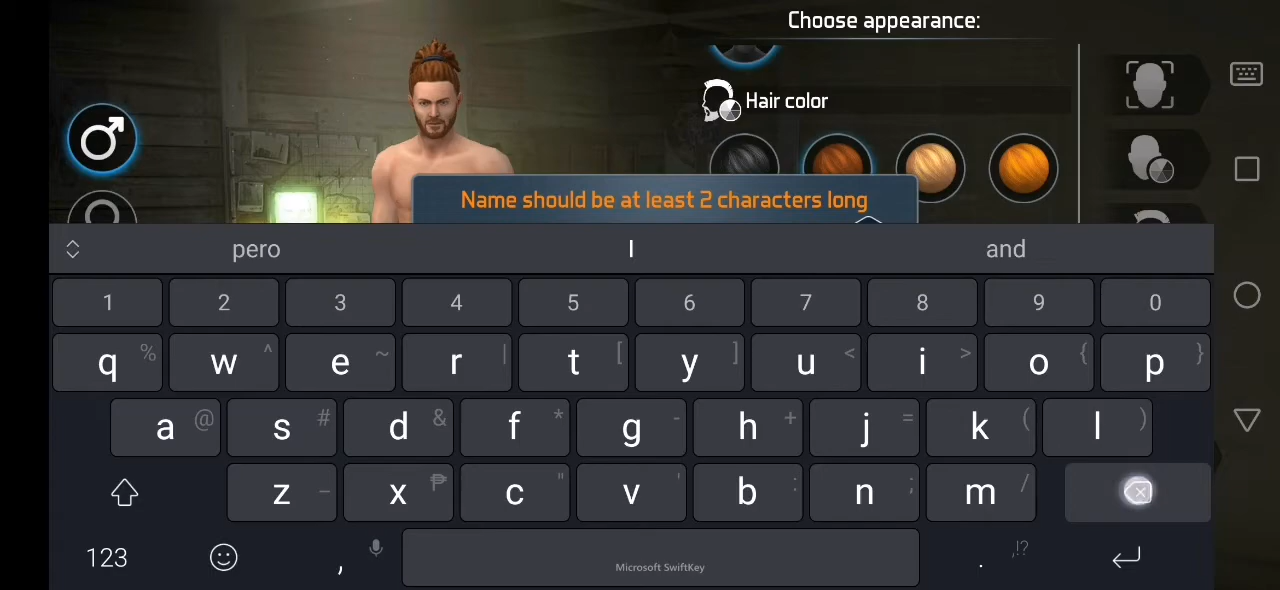 Choose appearance:
Hair color
Name should be at least 2 characters long
pero I and
1 2 3 4 5 6 7 8 9 0
q % w ^ e ~ r | t [ y ] u < i > o { p }
a @ s # d & f * g - h + j = k ( l )
z _ x ₱ c " v ' b : n ; m /
123 , Microsoft SwiftKey . ,!?